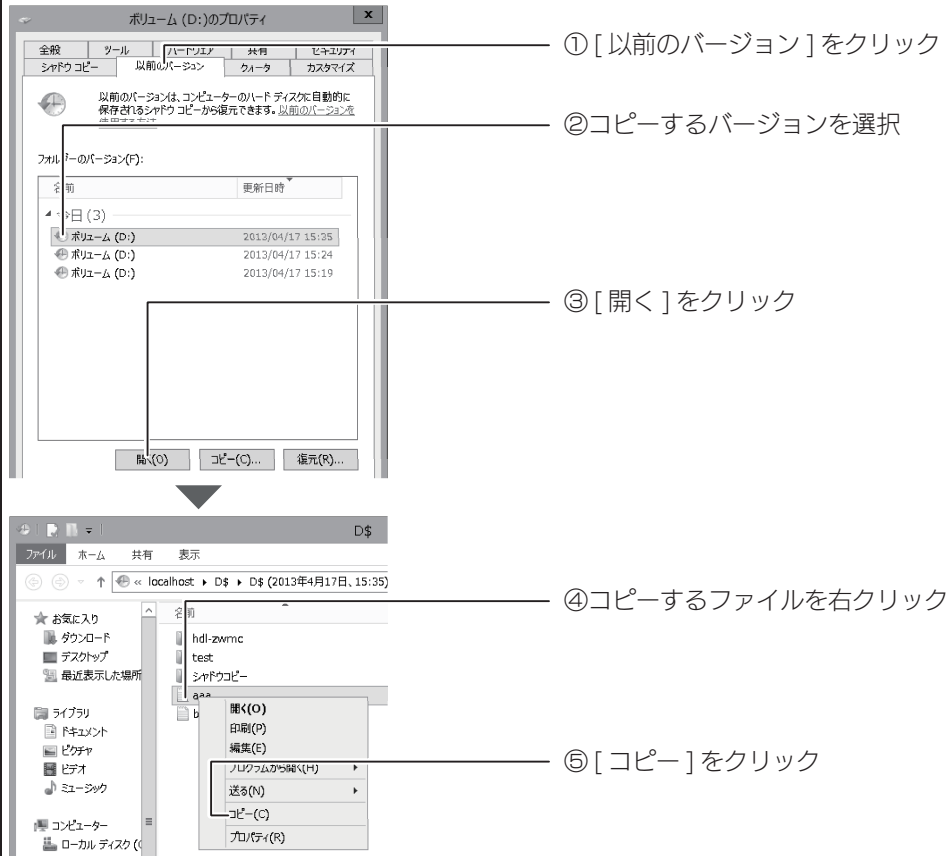 ボリューム (D:)のプロパティ
x
全般 ツール ハードウェア 共有 セキュリティ
シャドウ コピー 以前のバージョン クォータ カスタマイズ
以前のバージョンは、コンピューターのハード ディスクに自動的に
保存されるシャドウ コピーから復元できます。以前のバージョンを
使用する方法
フォルダーのバージョン(F):
名前 更新日時
今日 (3)
ボリューム (D:) 2013/04/17 15:35
ボリューム (D:) 2013/04/17 15:24
ボリューム (D:) 2013/04/17 15:19
開く(O) コピー(C)... 復元(R)...
①[ 以前のバージョン ]をクリック
②コピーするバージョンを選択
③[ 開く ]をクリック
D$
ファイル ホーム 共有 表示
« localhost ▸ D$ ▸ D$ (2013年4月17日、15:35)
お気に入り
ダウンロード
デスクトップ
最近表示した場所
ライブラリ
ドキュメント
ピクチャ
ビデオ
ミュージック
コンピューター
ローカル ディスク (
名前
hdl-zwmc
test
シャドウコピー
aaa
b
開く(O)
印刷(P)
編集(E)
プログラムから開く(H)
送る(N)
コピー(C)
プロパティ(R)
④コピーするファイルを右クリック
⑤[ コピー ]をクリック